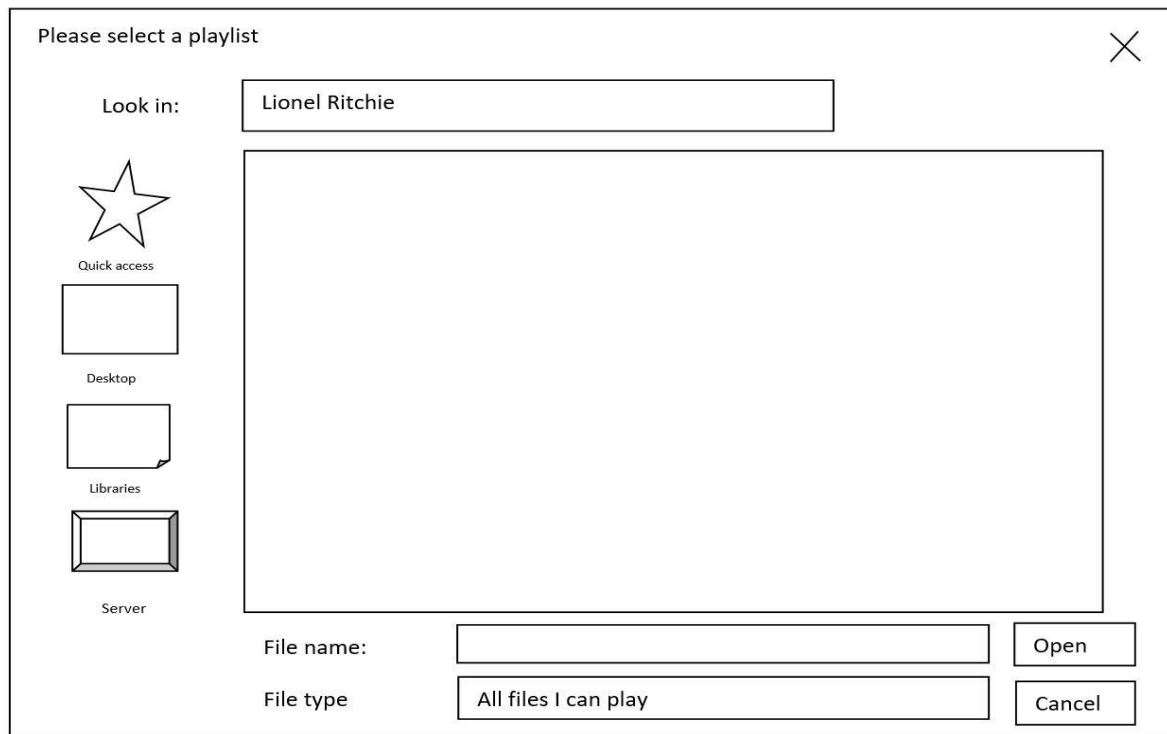 Please select a playlist
Look in:
Lionel Ritchie
Quick access
Desktop
Libraries
Server
File name:
Open
File type
All files I can play
Cancel